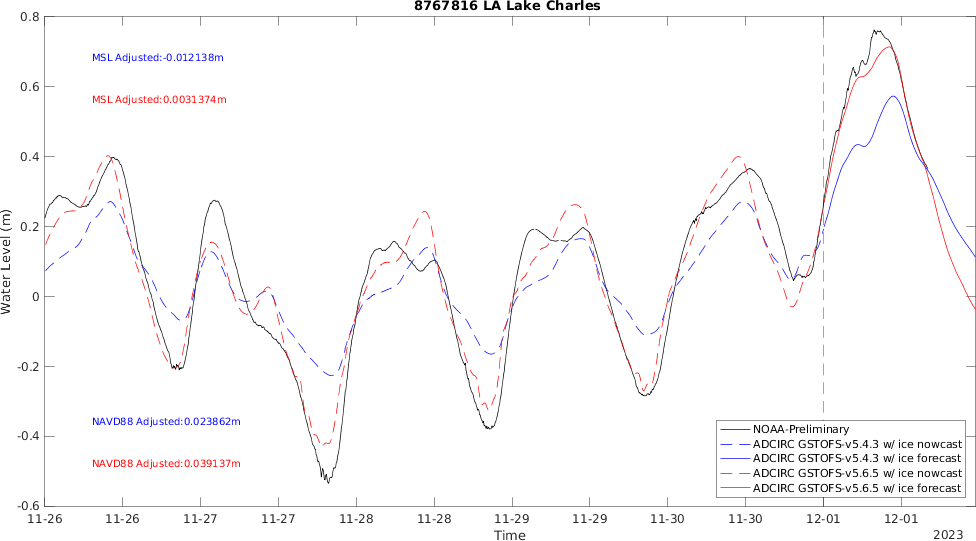 8767816 LA Lake Charles
0.8
MSL Adjusted:-0.012138m
0.6
MSL Adjusted:0.0031374m
0.4
0.2
Water Level (m)
0
-0.2
NAVD88 Adjusted:0.023862m
-0.4
NAVD88 Adjusted:0.039137m
NOAA-Preliminary
ADCIRC GSTOFS-v5.4.3 w/ ice nowcast
ADCIRC GSTOFS-v5.4.3 w/ ice forecast
ADCIRC GSTOFS-v5.6.5 w/ ice nowcast
ADCIRC GSTOFS-v5.6.5 w/ ice forecast
-0.6
11-26 11-26 11-27 11-27 11-28 11-28 11-29 11-29 11-30 11-30 12-01 12-01
Time
2023